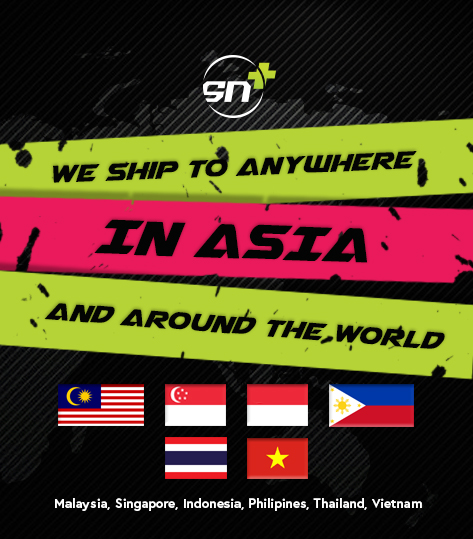 sn+
WE SHIP TO ANYWHERE
IN ASIA
AND AROUND THE WORLD
Malaysia, Singapore, Indonesia, Philipines, Thailand, Vietnam